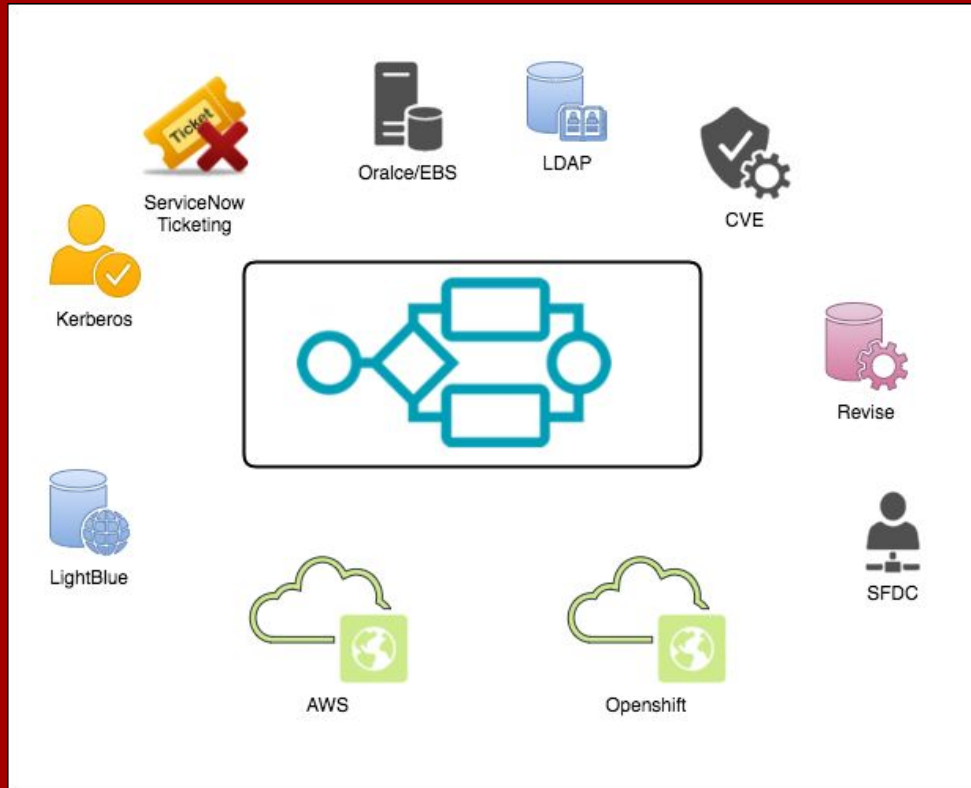 Ticket
ServiceNow
Ticketing
Oralce/EBS
LDAP
CVE
Kerberos
Revise
LightBlue
SFDC
AWS
Openshift